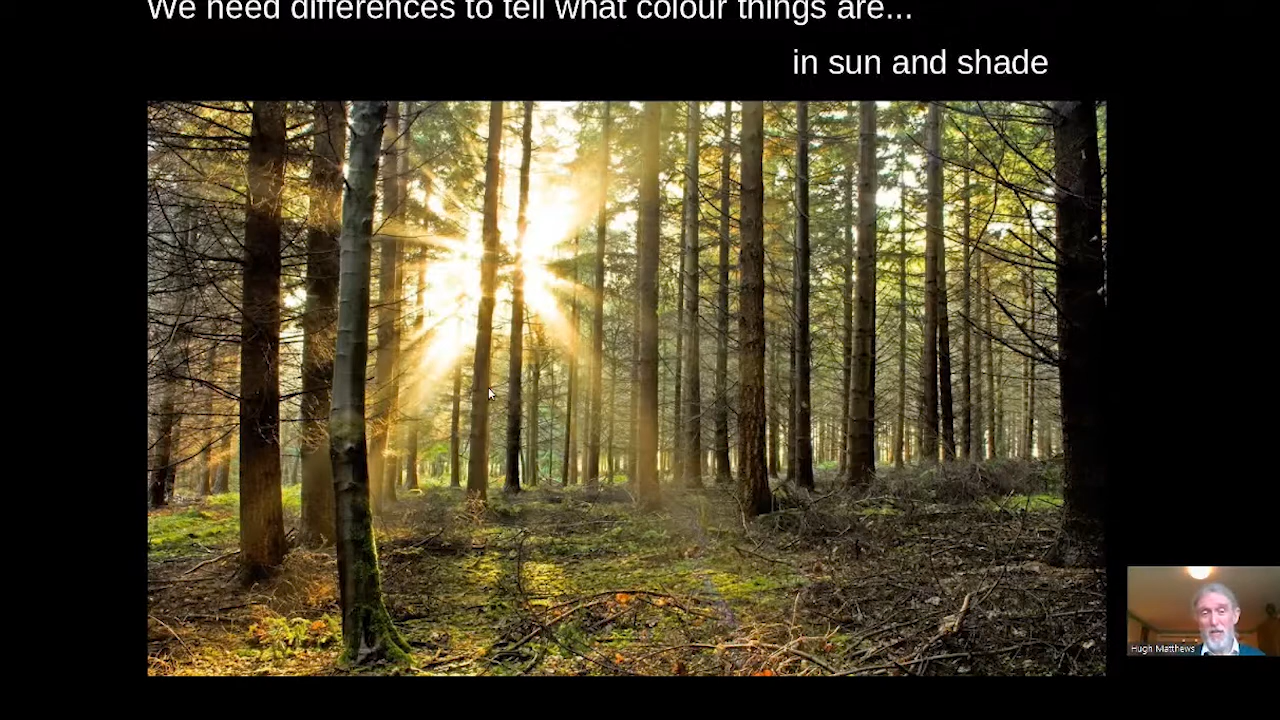 We need differences to tell what colour things are...
in sun and shade
Hugh Matthews